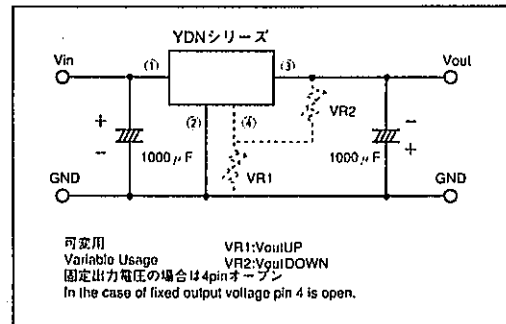 YDNシリーズ
Vin
(1)
(3)
Vout
(2)
(4)
VR2
+
-
1000μF
VR1
1000μF
-
+
GND
GND
可変用 VR1:VoutUP
Variable Usage VR2:VoutDOWN
固定出力電圧の場合は4pinオープン
In the case of fixed output voltage pin 4 is open.